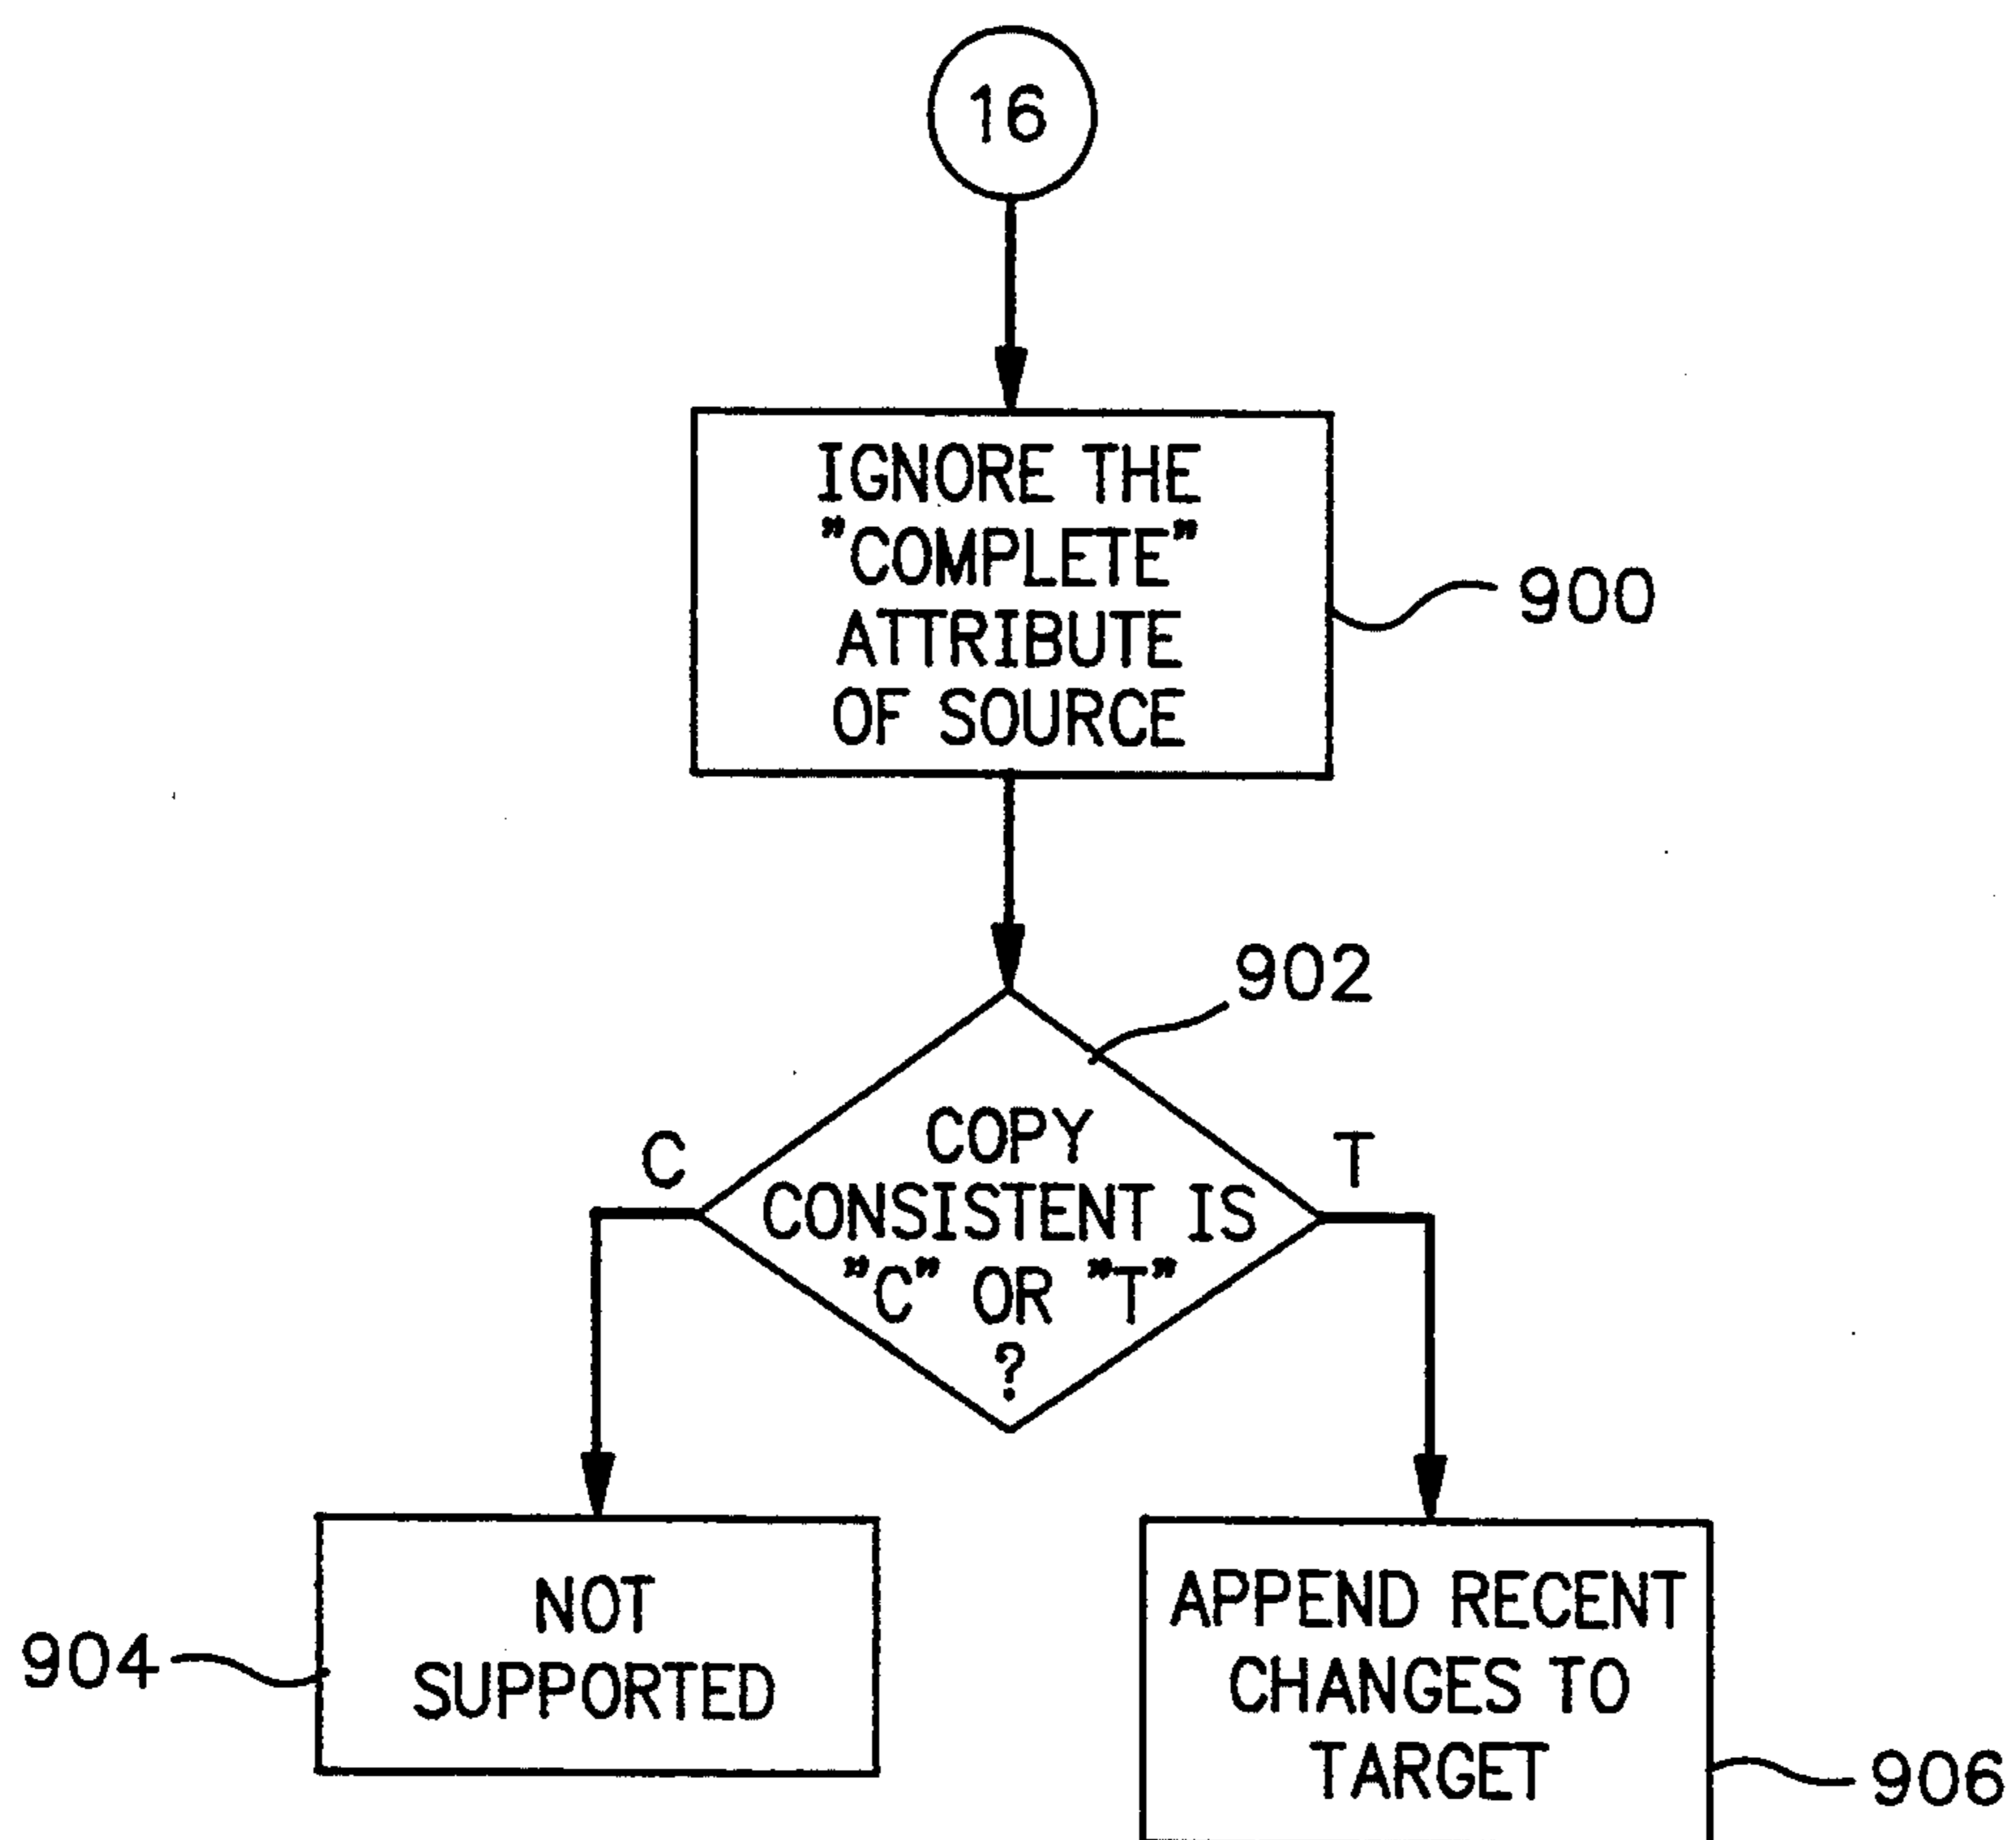 16
IGNORE THE
"COMPLETE"
ATTRIBUTE
OF SOURCE
900
902
C
T
COPY
CONSISTENT IS
"C" OR "T"
?
NOT
SUPPORTED
904
APPEND RECENT
CHANGES TO
TARGET
906